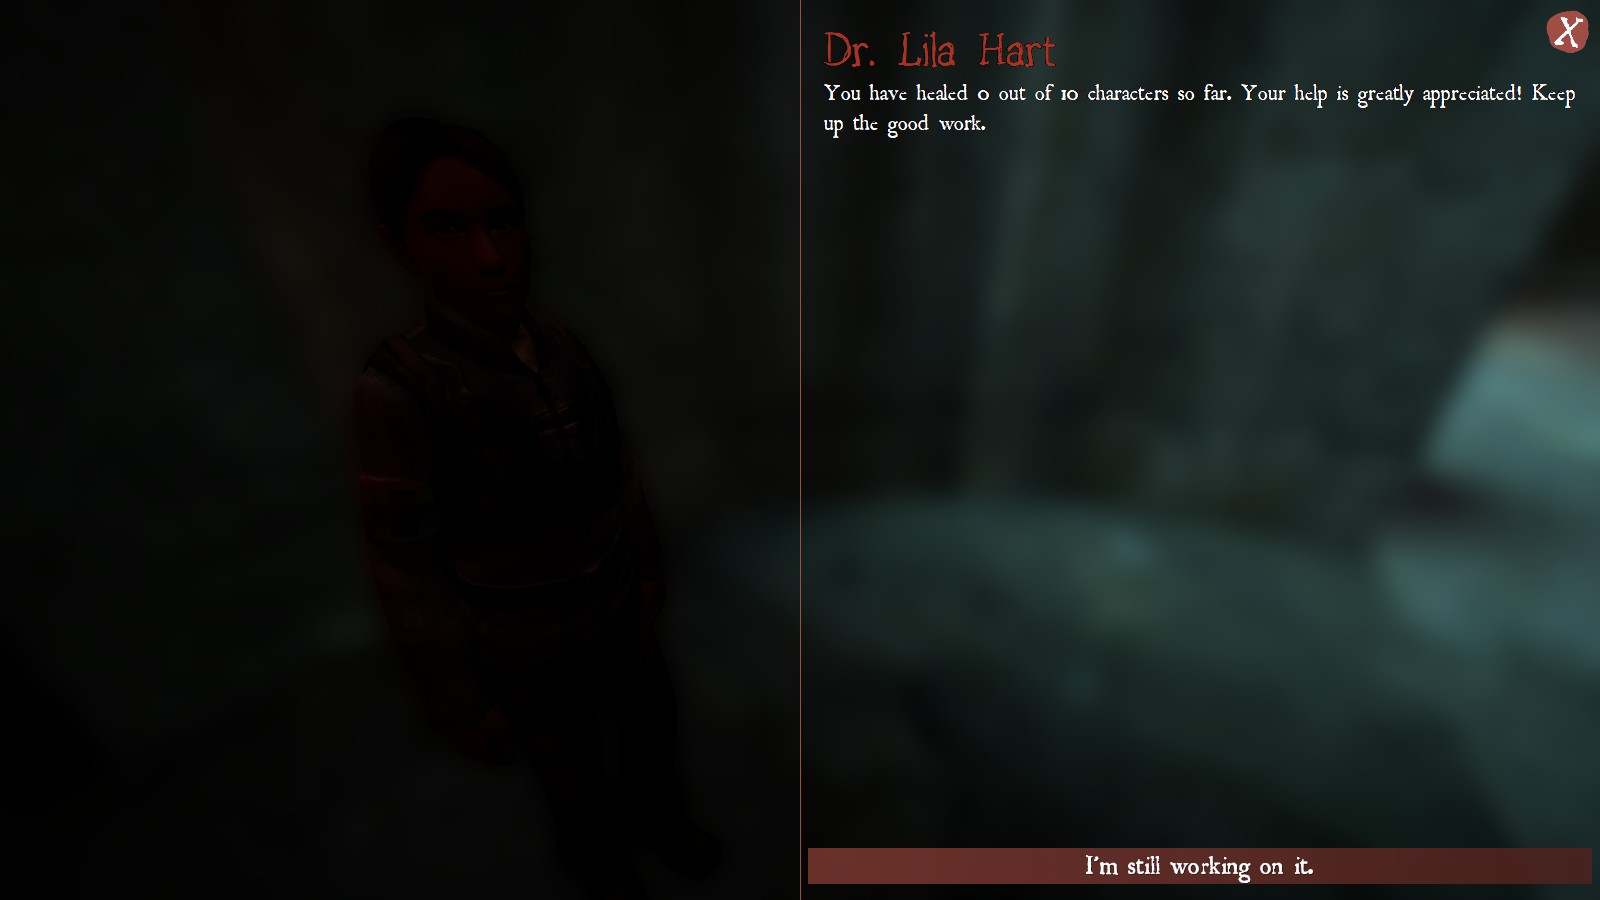 Dr. Lila Hart
X
You have healed 0 out of 10 characters so far. Your help is greatly appreciated! Keep
up the good work.
I'm still working on it.